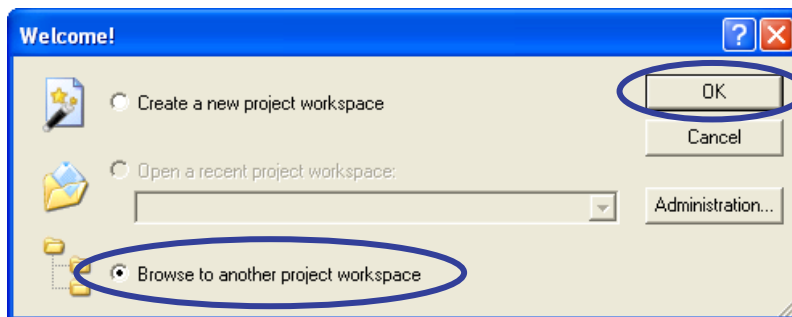 Welcome!
Create a new project workspace
Open a recent project workspace:
Browse to another project workspace
OK
Cancel
Administration...